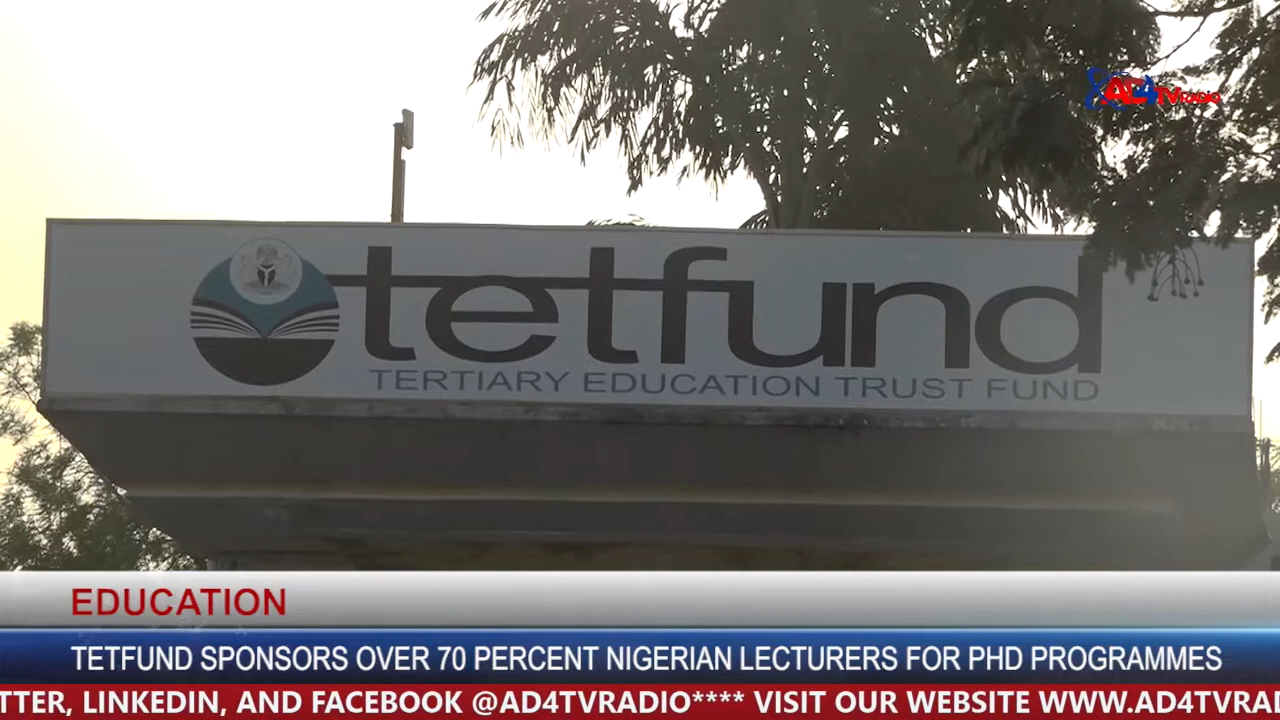 AD4TVRADIO
tetfund
TERTIARY EDUCATION TRUST FUND
EDUCATION
TETFUND SPONSORS OVER 70 PERCENT NIGERIAN LECTURERS FOR PHD PROGRAMMES
TTER, LINKEDIN, AND FACEBOOK @AD4TVRADIO**** VISIT OUR WEBSITE WWW.AD4TVRA